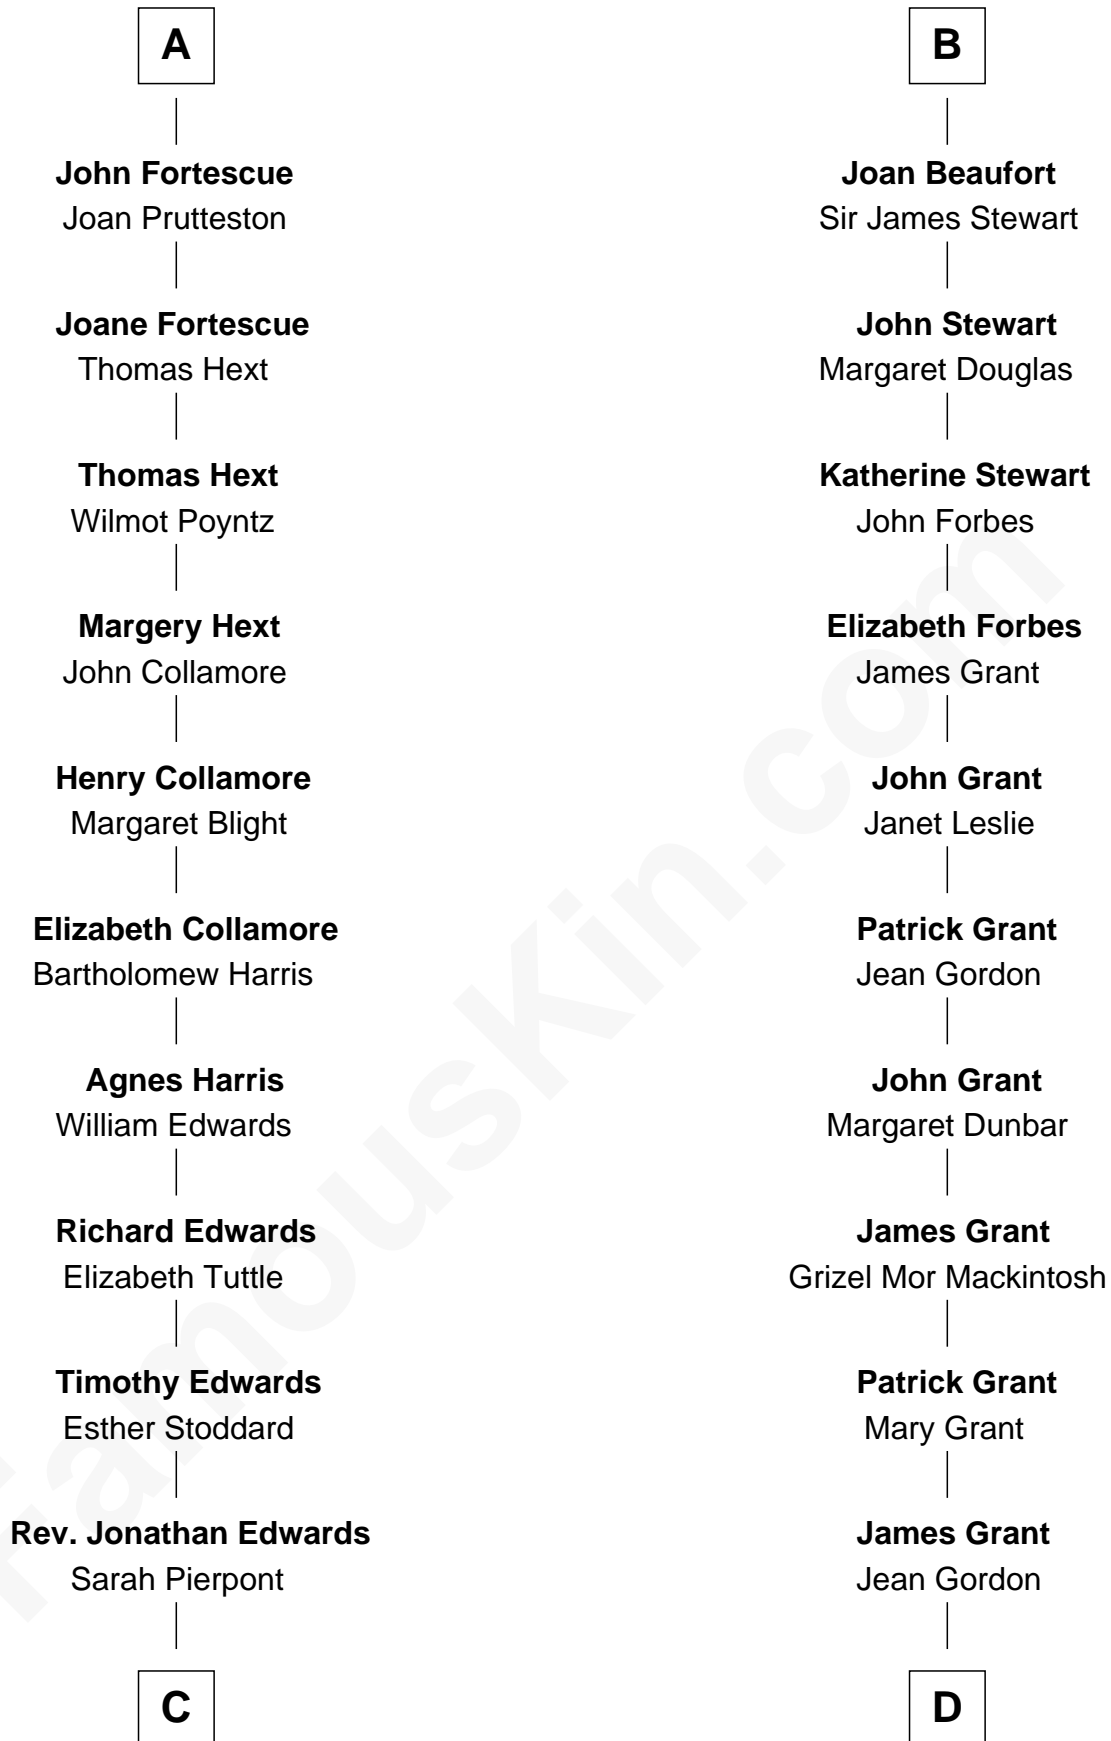 A
John Fortescue
Joan Prutteston
Joane Fortescue
Thomas Hext
Thomas Hext
Wilmot Poyntz
Margery Hext
John Collamore
Henry Collamore
Margaret Blight
Elizabeth Collamore
Bartholomew Harris
Agnes Harris
William Edwards
Richard Edwards
Elizabeth Tuttle
Timothy Edwards
Esther Stoddard
Rev. Jonathan Edwards
Sarah Pierpont
C
B
Joan Beaufort
Sir James Stewart
John Stewart
Margaret Douglas
Katherine Stewart
John Forbes
Elizabeth Forbes
James Grant
John Grant
Janet Leslie
Patrick Grant
Jean Gordon
John Grant
Margaret Dunbar
James Grant
Grizel Mor Mackintosh
Patrick Grant
Mary Grant
James Grant
Jean Gordon
D
FamousKin.com